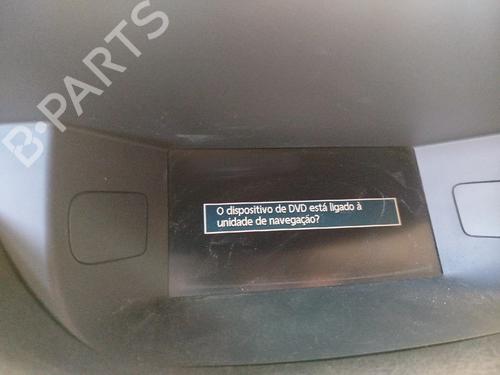 B-PARTS
O dispositivo de DVD está ligado à
unidade de navegação?